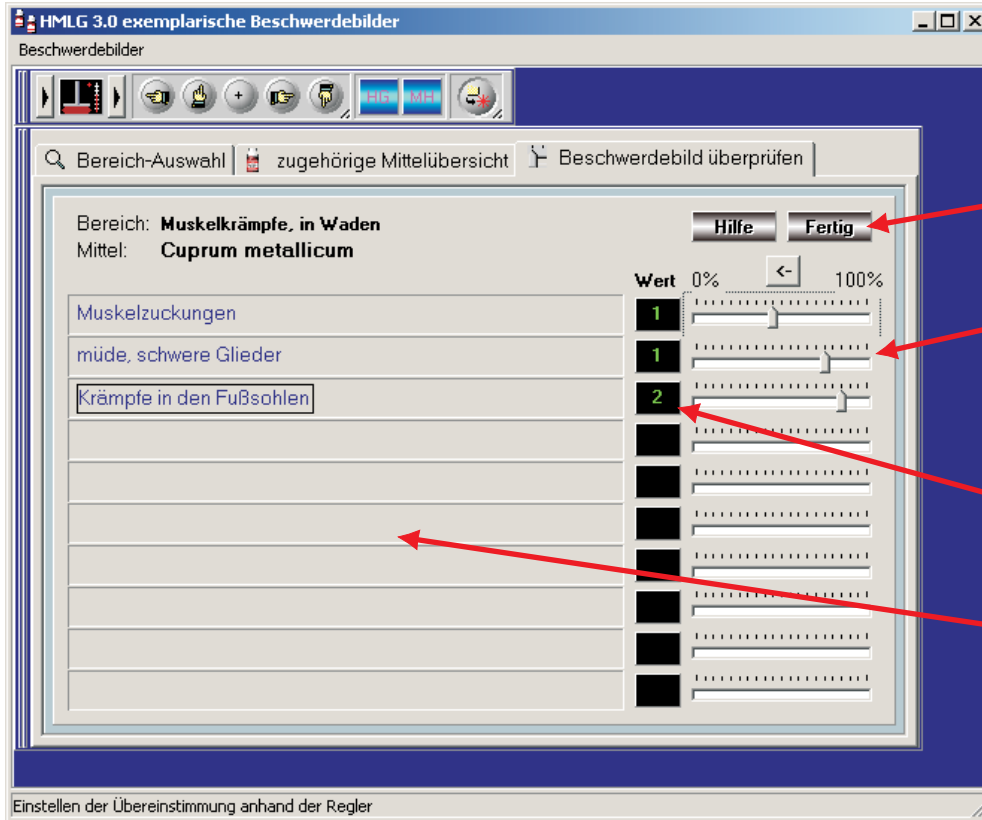 HMLG 3.0 exemplarische Beschwerdebilder
Beschwerdebilder
HG MH
Bereich-Auswahl zugehörige Mittelübersicht Beschwerdebild überprüfen
Bereich: Muskelkrämpfe, in Waden
Mittel: Cuprum metallicum
Hilfe Fertig
Wert 0% <- 100%
Muskelzuckungen 1
müde, schwere Glieder 1
Krämpfe in den Fußsohlen 2
Einstellen der Übereinstimmung anhand der Regler